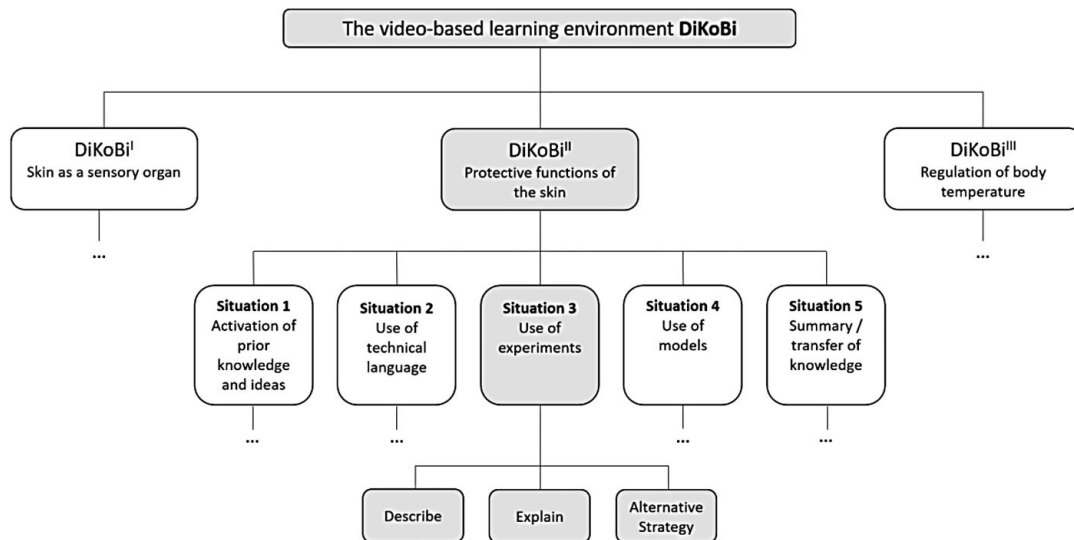 The video-based learning environment DiKoBi
DiKoBiᴵ
Skin as a sensory organ
...
DiKoBiᴵᴵ
Protective functions of
the skin
DiKoBiᴵᴵᴵ
Regulation of body
temperature
...
Situation 1
Activation of
prior
knowledge
and ideas
...
Situation 2
Use of
technical
language
...
Situation 3
Use of
experiments
Situation 4
Use of
models
...
Situation 5
Summary /
transfer of
knowledge
...
Describe
Explain
Alternative
Strategy